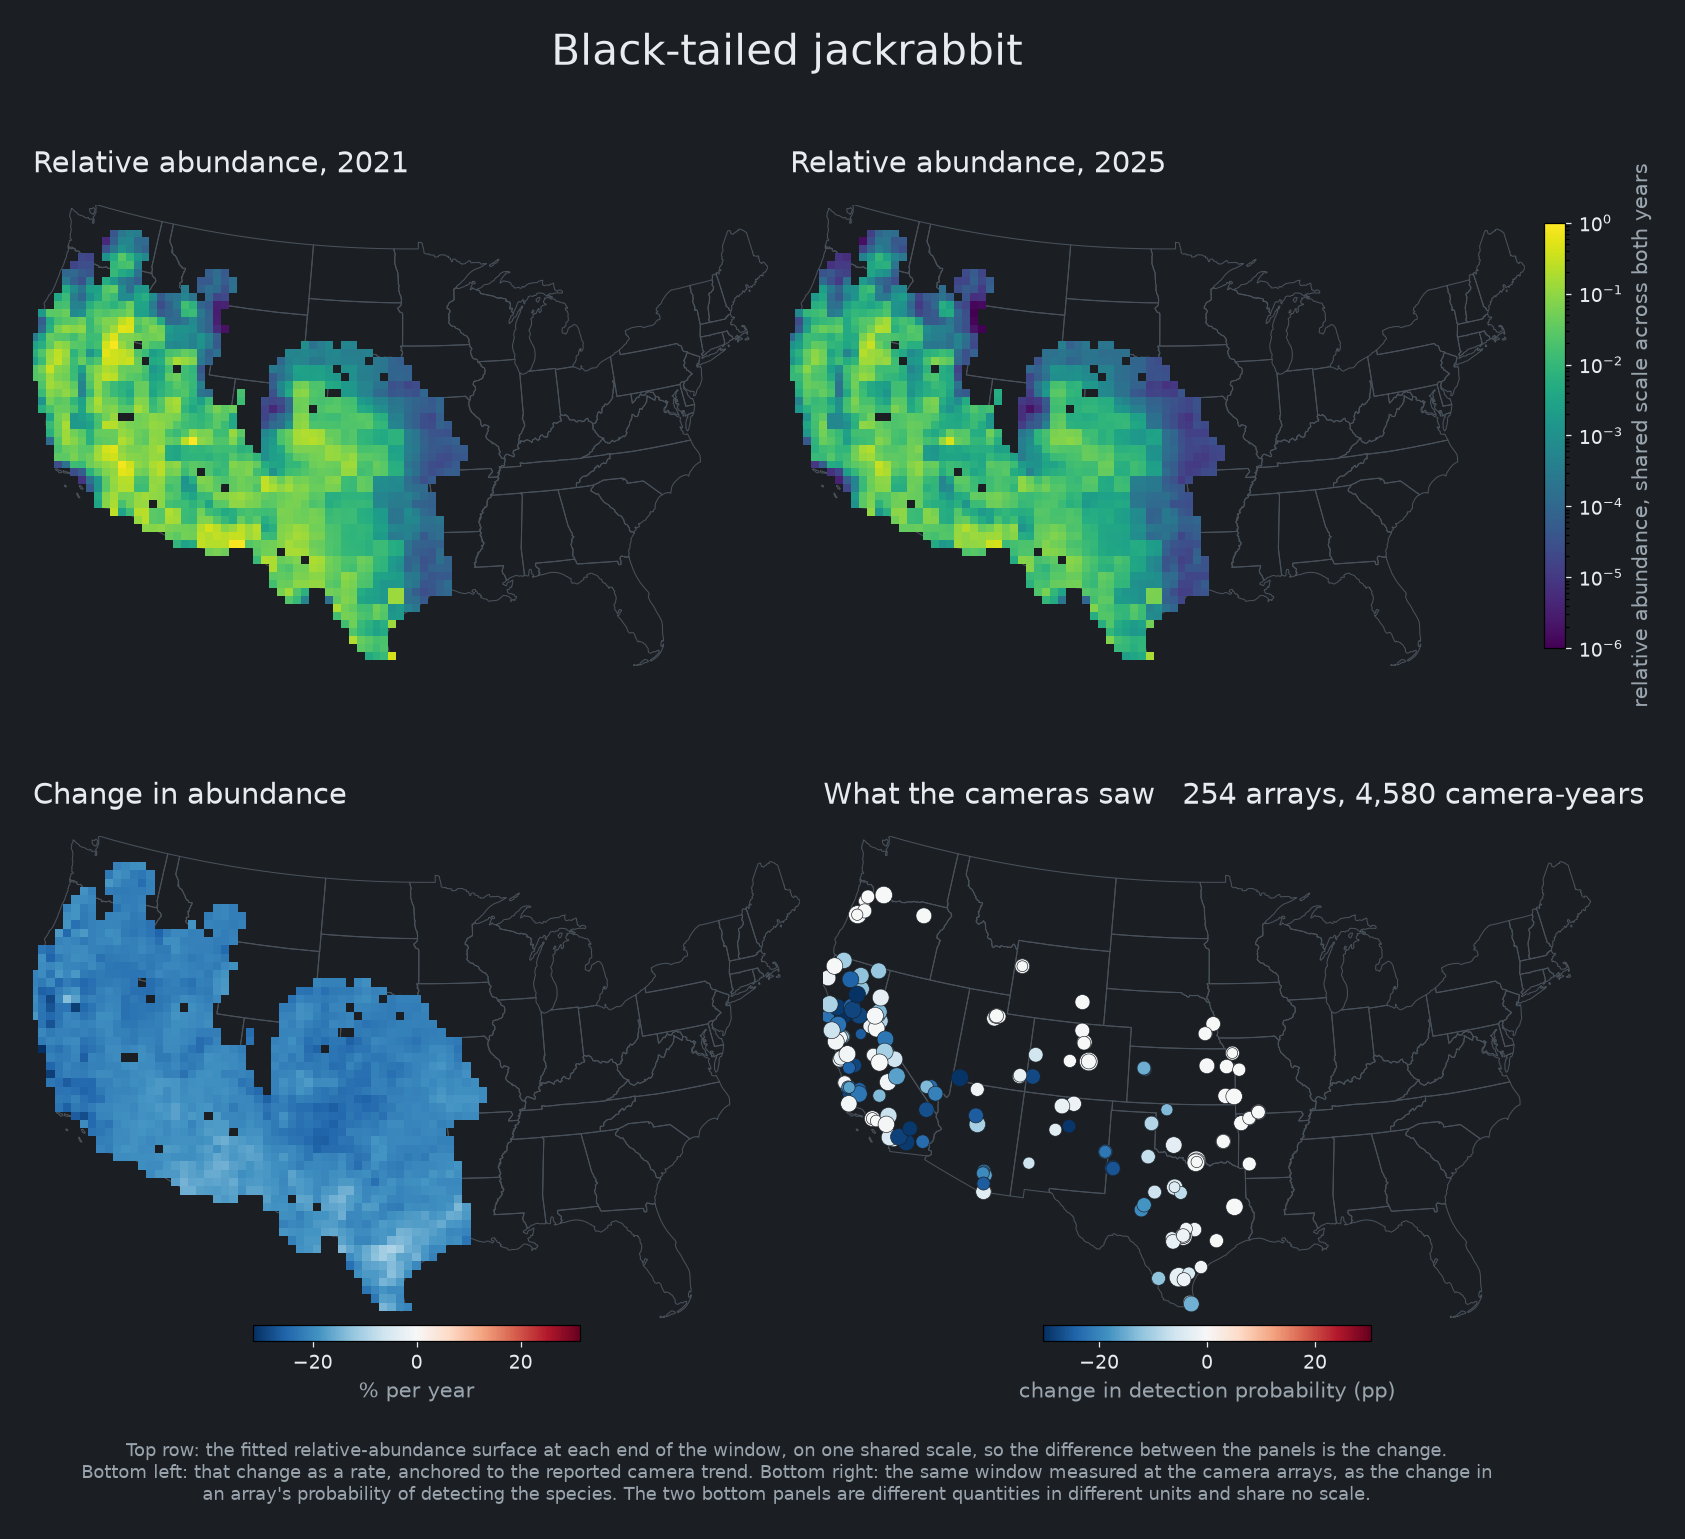 Black-tailed jackrabbit
Relative abundance, 2021
Relative abundance, 2025
10⁰
10⁻¹
10⁻²
10⁻³
10⁻⁴
10⁻⁵
10⁻⁶
relative abundance, shared scale across both years
Change in abundance
What the cameras saw   254 arrays, 4,580 camera-years
−20 0 20
% per year
−20 0 20
change in detection probability (pp)
Top row: the fitted relative-abundance surface at each end of the window, on one shared scale, so the difference between the panels is the change.
Bottom left: that change as a rate, anchored to the reported camera trend. Bottom right: the same window measured at the camera arrays, as the change in
an array's probability of detecting the species. The two bottom panels are different quantities in different units and share no scale.